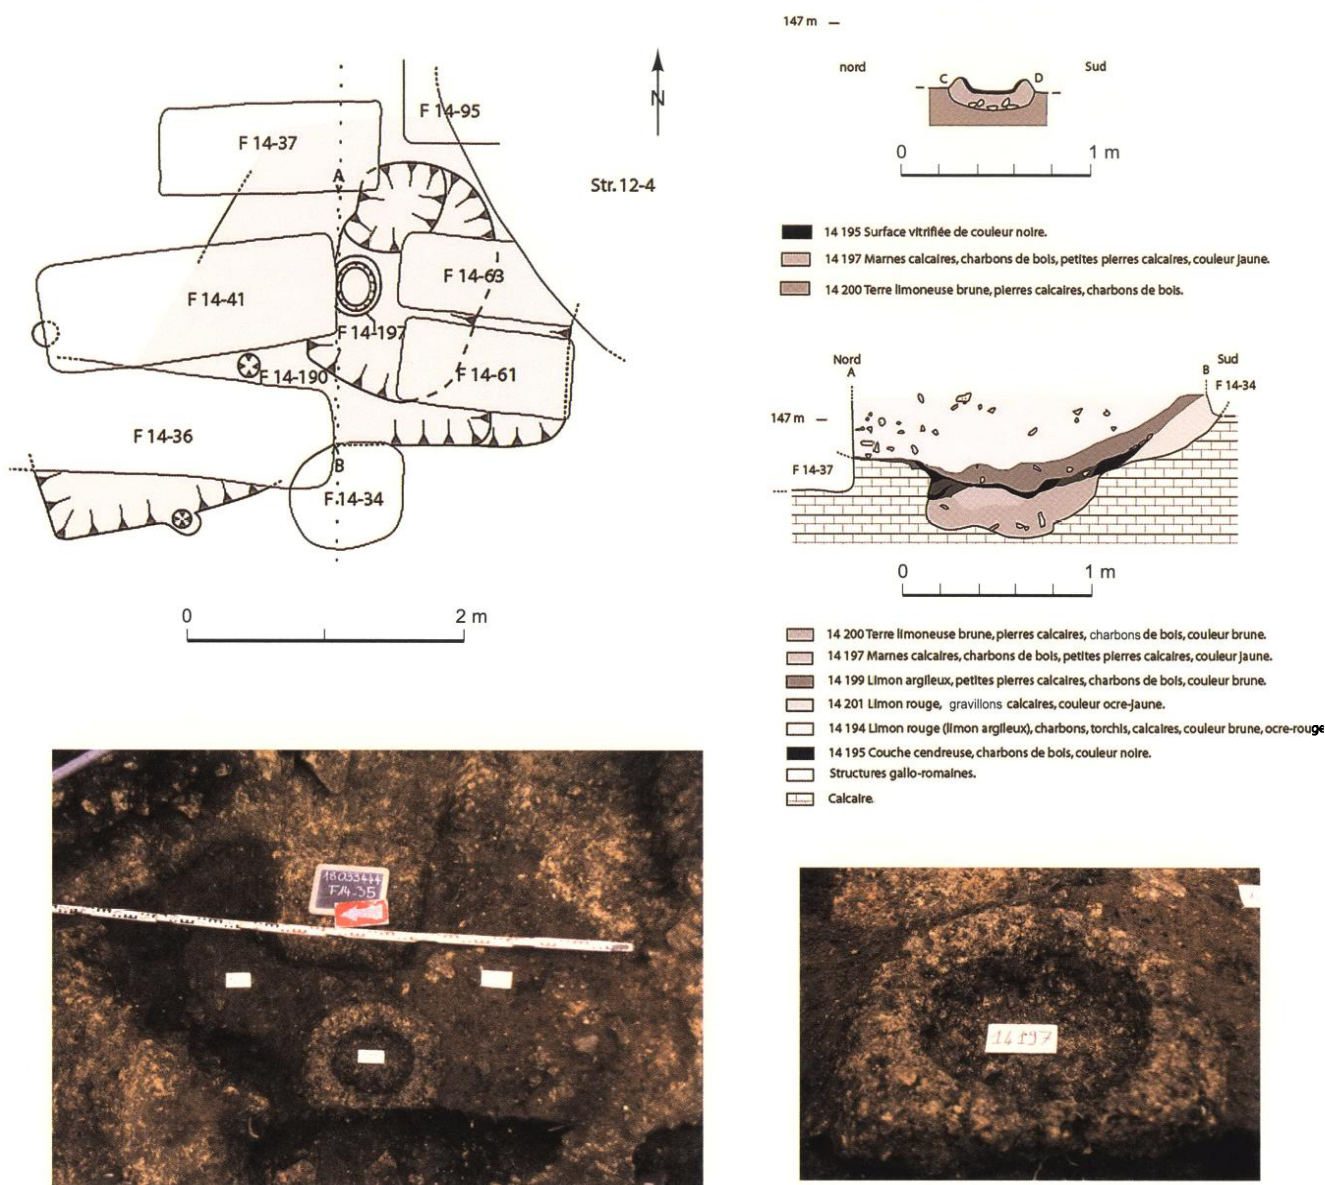 F 14-95
N
F 14-37
A
Str. 12-4
F 14-63
F 14-41
F 14-197
F 14-190
F 14-61
F 14-36
B
F 14-34
0 2 m
147 m
nord Sud
C D
0 1 m
14 195 Surface vitrifiée de couleur noire.
14 197 Marnes calcaires, charbons de bois, petites pierres calcaires, couleur jaune.
14 200 Terre limoneuse brune, pierres calcaires, charbons de bois.
Nord Sud
A B
F 14-34
147 m
F 14-37
0 1 m
14 200 Terre limoneuse brune, pierres calcaires, charbons de bois, couleur brune.
14 197 Marnes calcaires, charbons de bois, petites pierres calcaires, couleur jaune.
14 199 Limon argileux, petites pierres calcaires, charbons de bois, couleur brune.
14 201 Limon rouge, gravillons calcaires, couleur ocre-jaune.
14 194 Limon rouge (limon argileux), charbons, torchis, calcaires, couleur brune, ocre-rouge
14 195 Couche cendreuse, charbons de bois, couleur noire.
Structures gallo-romaines.
Calcaire.
18033444
F14-35
14197